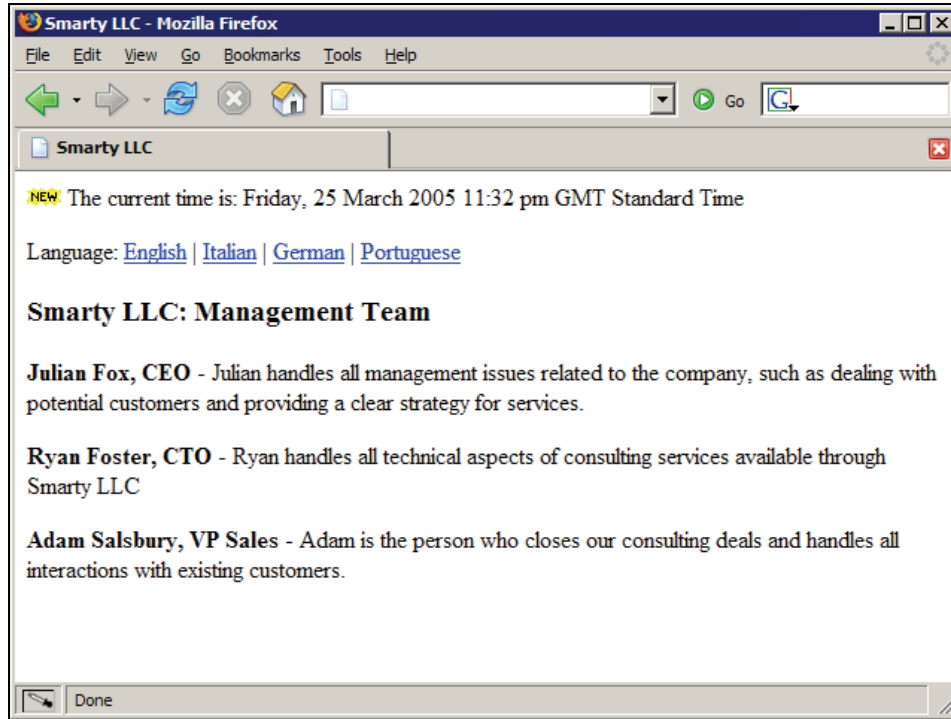 Smarty LLC - Mozilla Firefox
File Edit View Go Bookmarks Tools Help
Go G
Smarty LLC
NEW The current time is: Friday, 25 March 2005 11:32 pm GMT Standard Time
Language: English | Italian | German | Portuguese
Smarty LLC: Management Team
Julian Fox, CEO - Julian handles all management issues related to the company, such as dealing with
potential customers and providing a clear strategy for services.
Ryan Foster, CTO - Ryan handles all technical aspects of consulting services available through
Smarty LLC
Adam Salsbury, VP Sales - Adam is the person who closes our consulting deals and handles all
interactions with existing customers.
Done